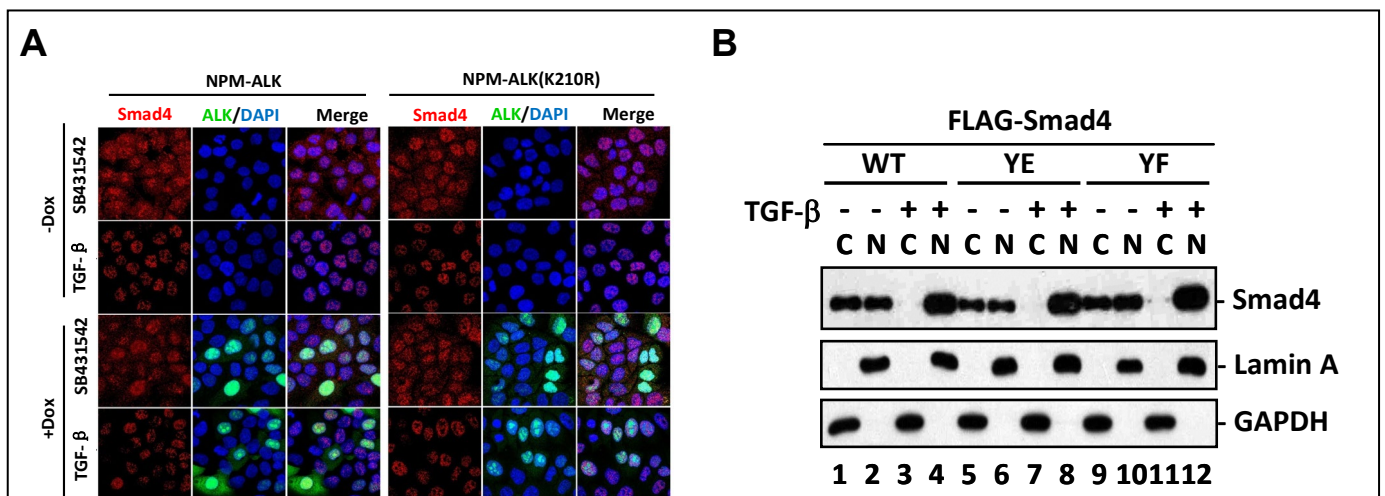 A
NPM-ALK NPM-ALK(K210R)
Smad4 ALK/DAPI Merge Smad4 ALK/DAPI Merge
-Dox
SB431542
TGF- β
+Dox
SB431542
TGF- β
B
FLAG-Smad4
WT YE YF
TGF-β - - + + - - + + - - + +
C N C N C N C N C N C N
- Smad4
- Lamin A
- GAPDH
1 2 3 4 5 6 7 8 9 10 11 12